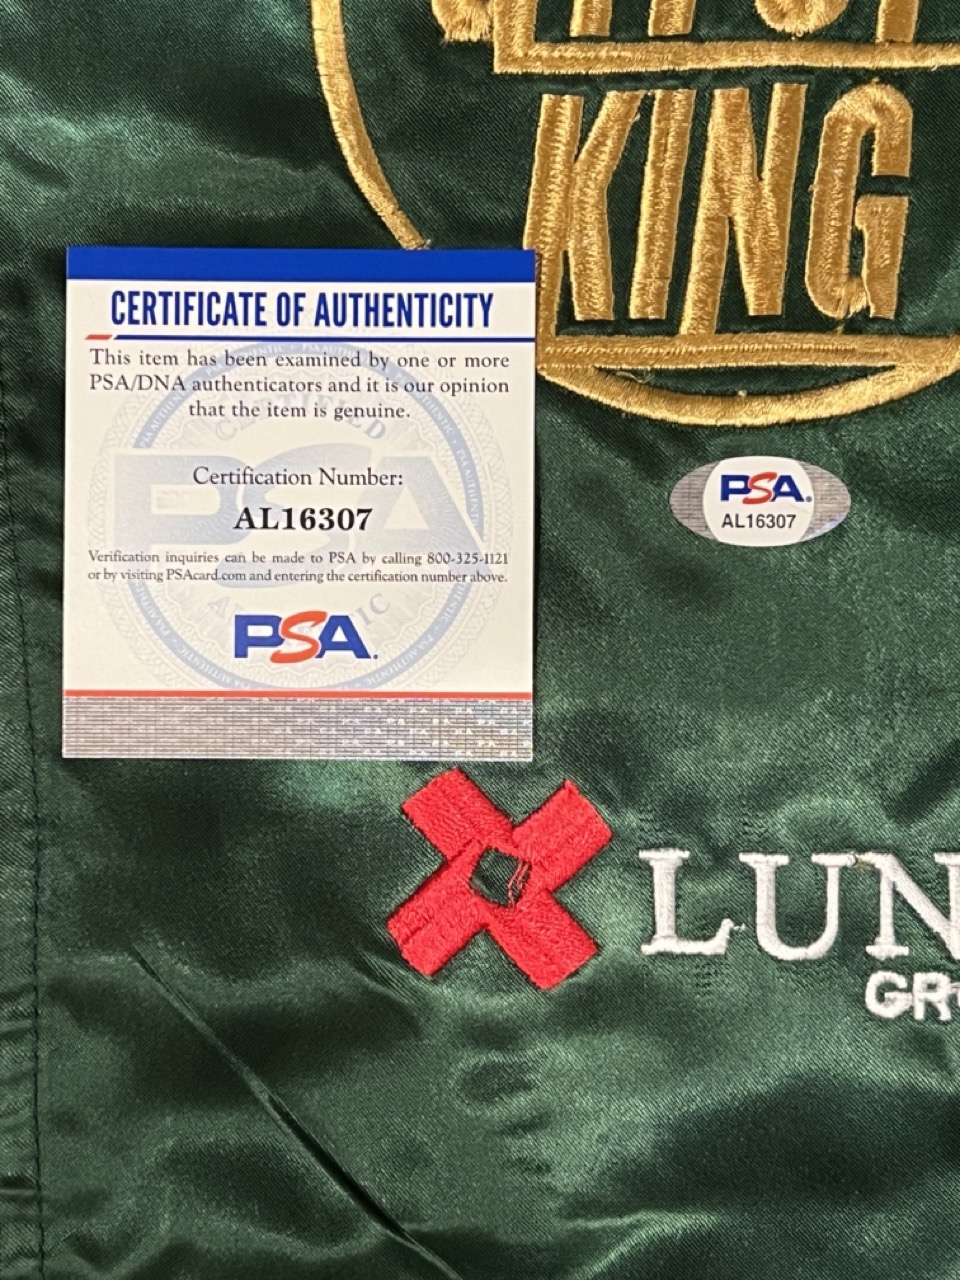 KING
CERTIFICATE OF AUTHENTICITY
This item has been examined by one or more
PSA/DNA authenticators and it is our opinion
that the item is genuine.
Certification Number:
AL16307
Verification inquiries can be made to PSA by calling 800-325-1121
or by visiting PSAcard.com and entering the certification number above.
PSA.
PSA.
AL16307
LUN
GR